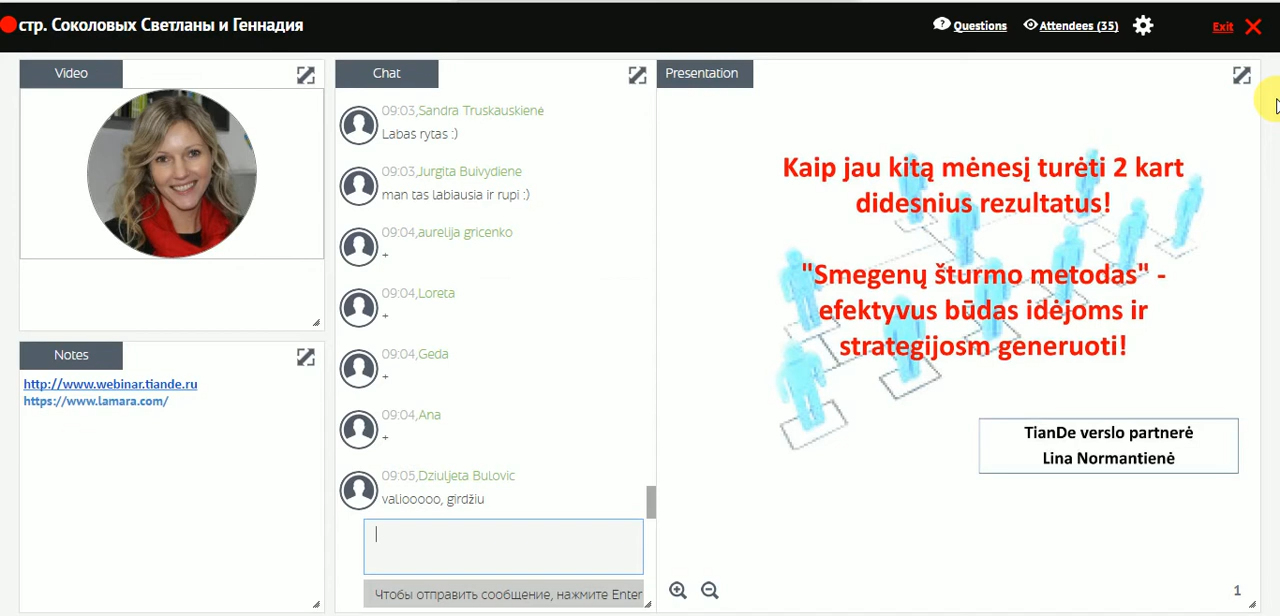 стр. Соколовых Светланы и Геннадия
Questions
Attendees (35)
Exit
Video
Notes
http://www.webinar.tiande.ru
https://www.lamara.com/
Chat
09:03,Sandra Truskauskienė
Labas rytas :)
09:03,Jurgita Buivydiene
man tas labiausia ir rupi :)
09:04,aurelija gricenko
+
09:04,Loreta
+
09:04,Geda
+
09:04,Ana
+
09:05,Dziuljeta Bulovic
valiooooo, girdžiu
Чтобы отправить сообщение, нажмите Enter
Presentation
Kaip jau kitą mėnesį turėti 2 kart
didesnius rezultatus!
"Smegenų šturmo metodas" -
efektyvus būdas idėjoms ir
strategijosm generuoti!
TianDe verslo partnerė
Lina Normantienė
1